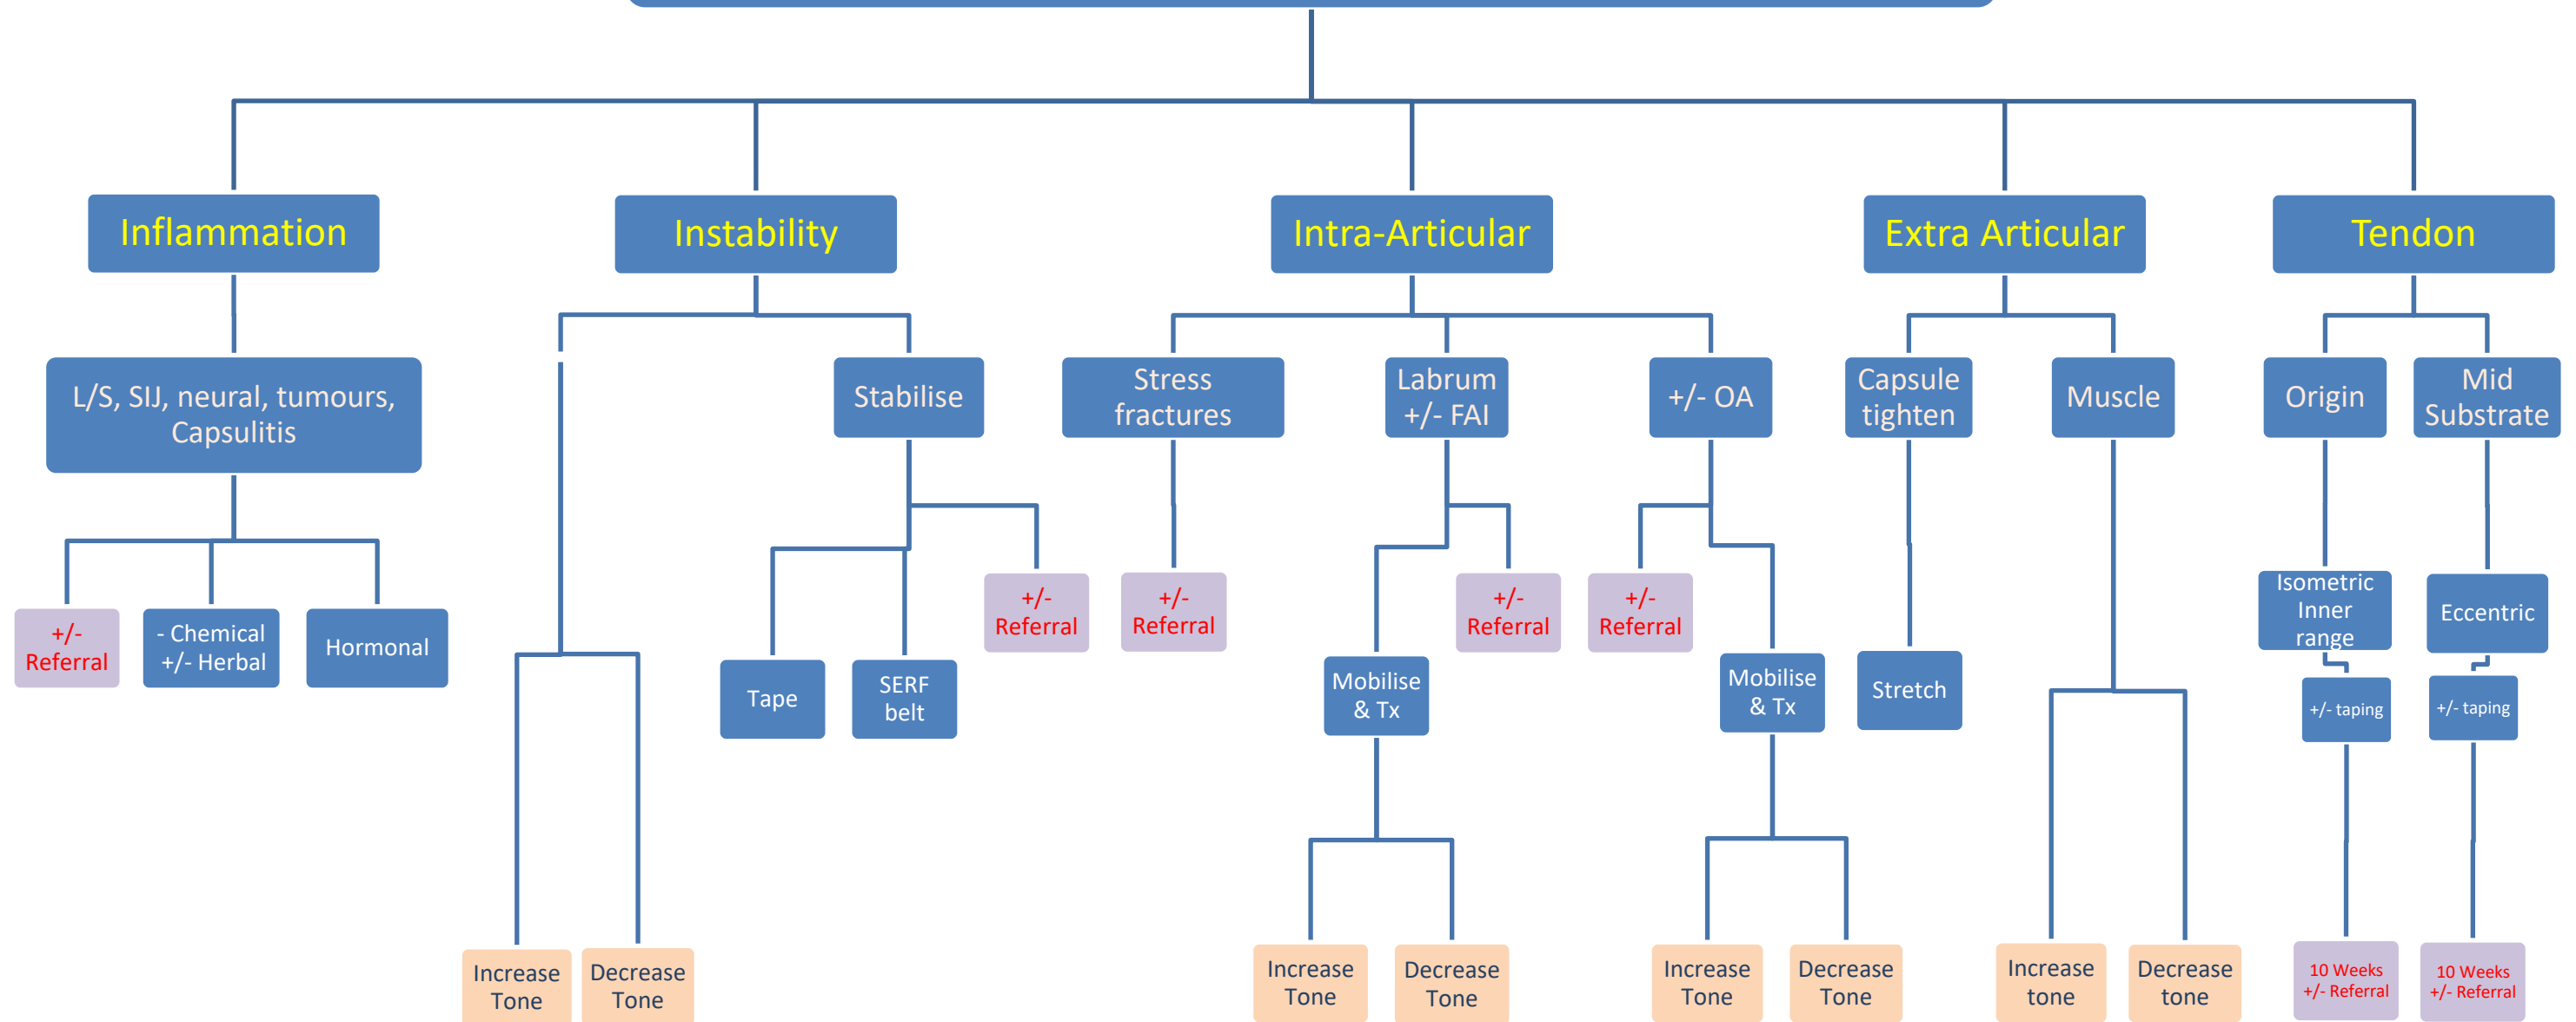 Inflammation
Instability
Intra-Articular
Extra Articular
Tendon
L/S, SIJ, neural, tumours,
Capsulitis
Stabilise
Stress
fractures
Labrum
+/- FAI
+/- OA
Capsule
tighten
Muscle
Origin
Mid
Substrate
+/-
Referral
- Chemical
+/- Herbal
Hormonal
Tape
SERF
belt
+/-
Referral
+/-
Referral
Mobilise
& Tx
+/-
Referral
+/-
Referral
Mobilise
& Tx
Stretch
Isometric
Inner
range
Eccentric
+/- taping
+/- taping
Increase
Tone
Decrease
Tone
Increase
Tone
Decrease
Tone
Increase
Tone
Decrease
Tone
Increase
tone
Decrease
tone
10 Weeks
+/- Referral
10 Weeks
+/- Referral